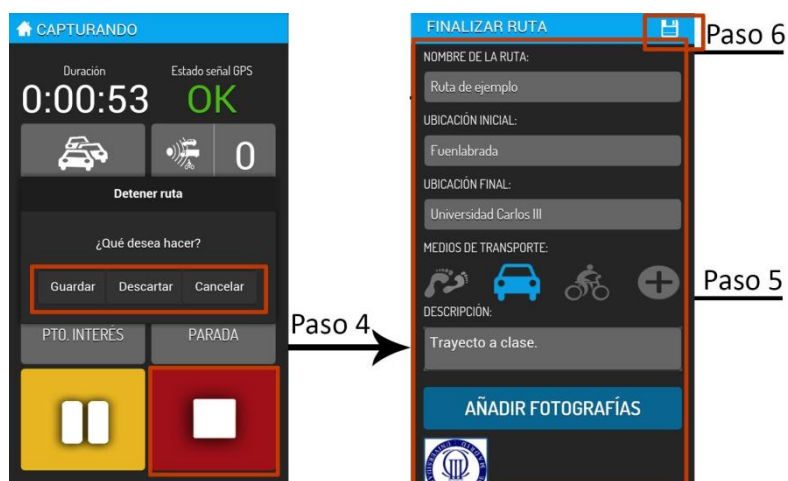 CAPTURANDO
Duración
Estado señal GPS
0:00:53
OK
0
Detener ruta
¿Qué desea hacer?
Guardar
Descartar
Cancelar
PTO. INTERÉS
PARADA
Paso 4
FINALIZAR RUTA
Paso 6
NOMBRE DE LA RUTA:
Ruta de ejemplo
UBICACIÓN INICIAL:
Fuenlabrada
UBICACIÓN FINAL:
Universidad Carlos III
MEDIOS DE TRANSPORTE:
Paso 5
DESCRIPCIÓN:
Trayecto a clase.
AÑADIR FOTOGRAFÍAS